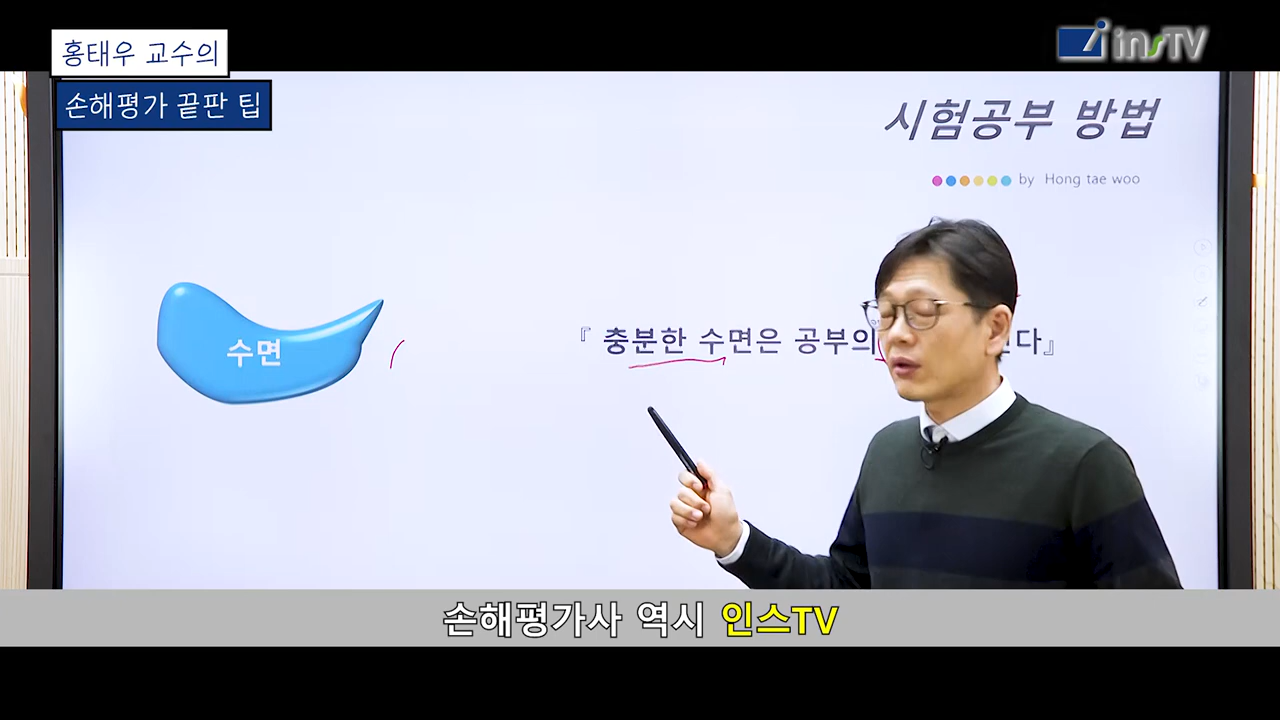 홍태우 교수의
손해평가 끝판 팁
insTV
시험공부 방법
by Hong tae woo
수면
『 충분한 수면은 공부의 다』
손해평가사 역시 인스TV